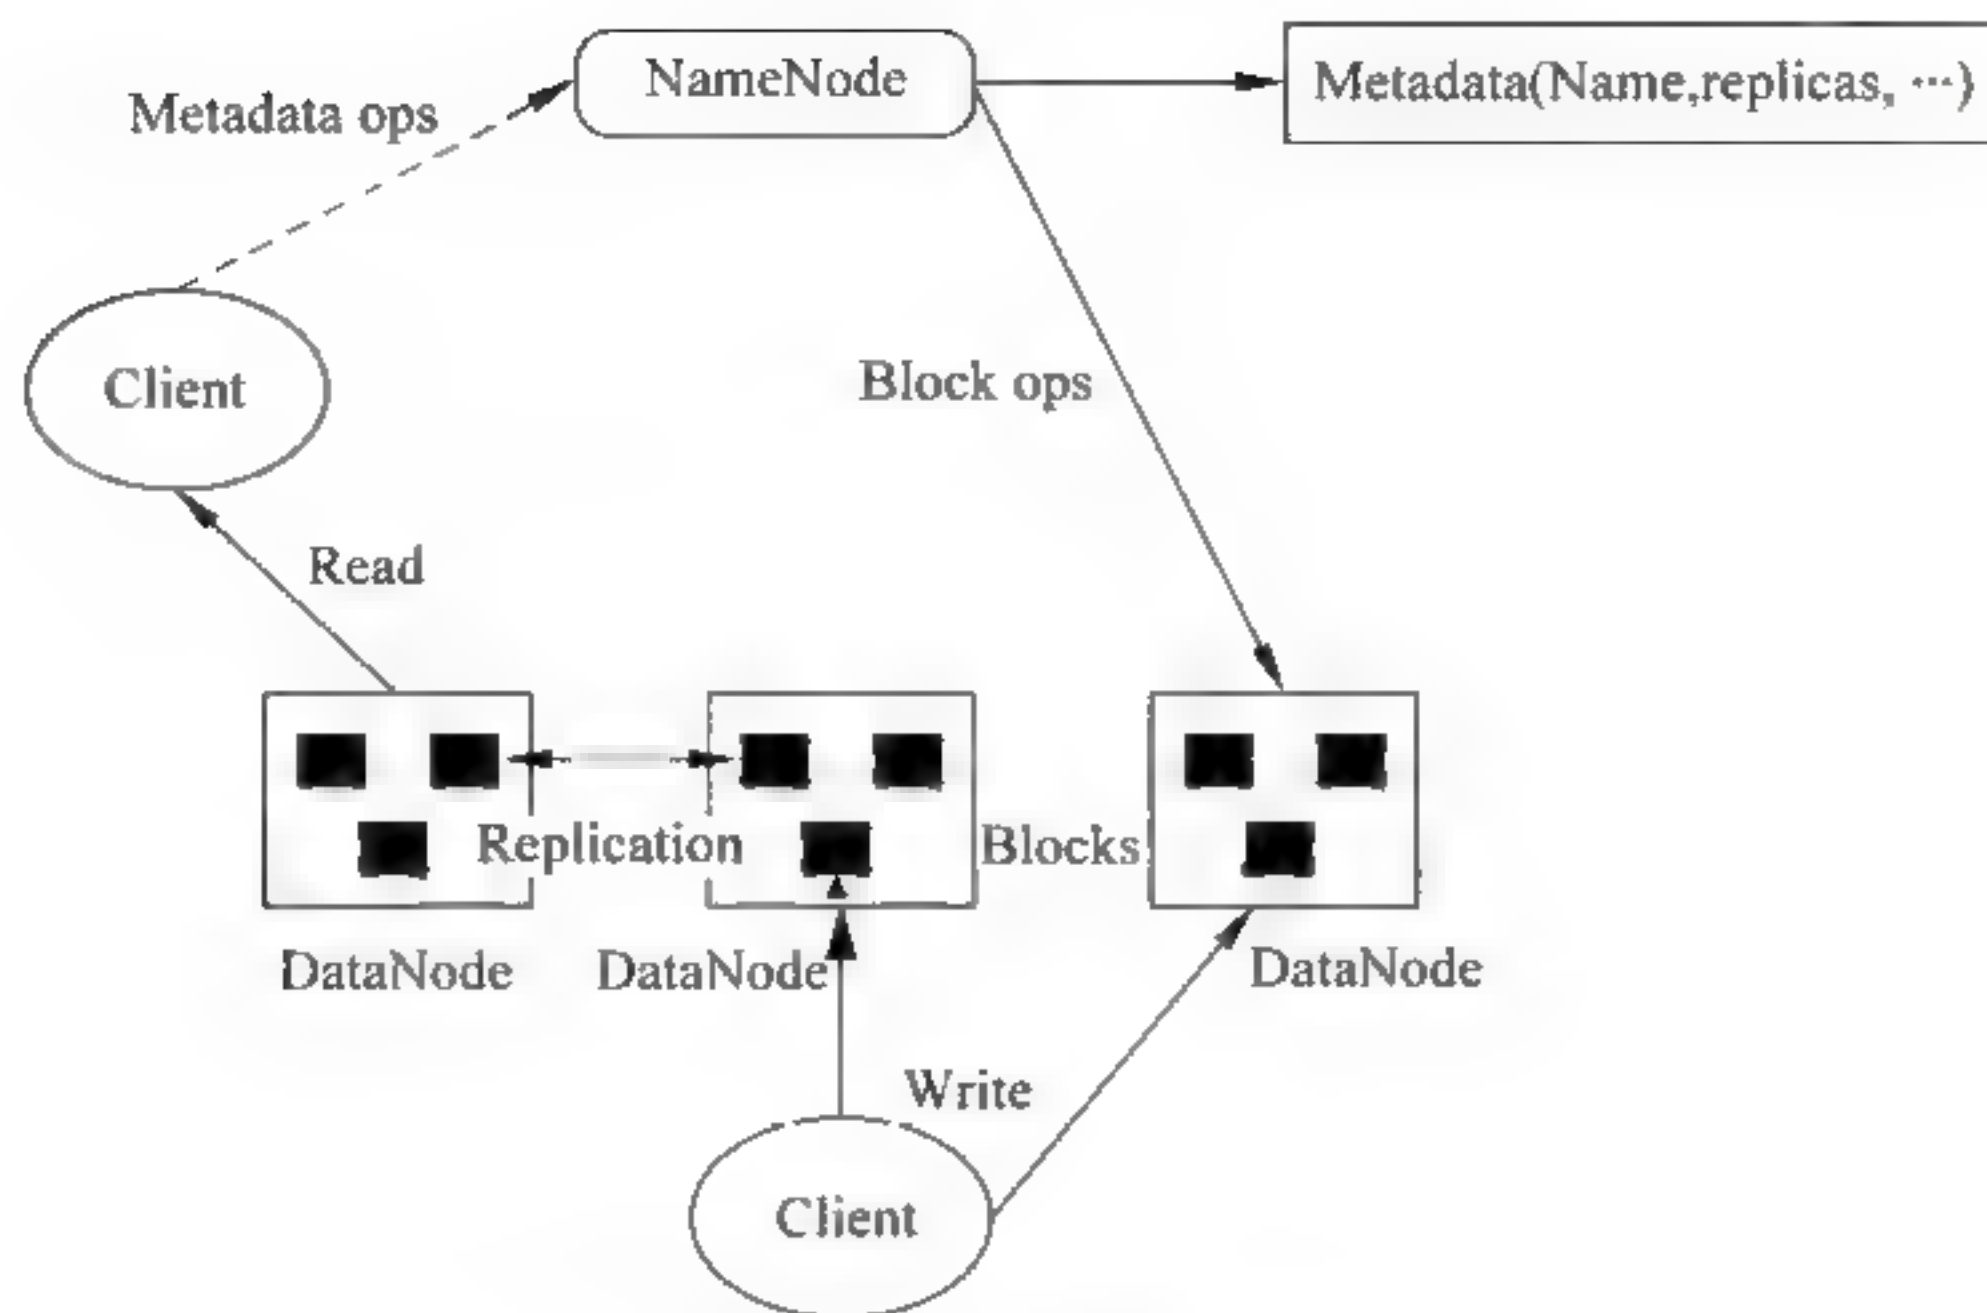 NameNode
Metadata(Name,replicas, ···)
Metadata ops
Client
Block ops
Read
Replication
Blocks
DataNode
DataNode
DataNode
Write
Client